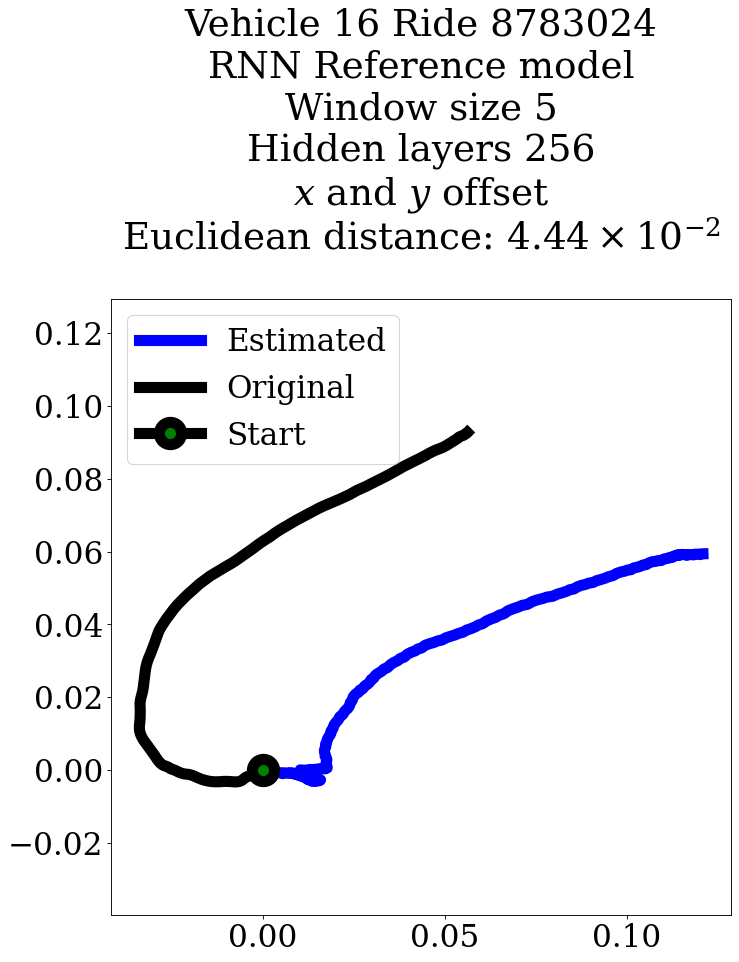 Vehicle 16 Ride 8783024
RNN Reference model
Window size 5
Hidden layers 256
x and y offset
Euclidean distance: 4.44 × 10⁻²
Estimated
Original
Start
0.12
0.10
0.08
0.06
0.04
0.02
0.00
−0.02
0.00 0.05 0.10